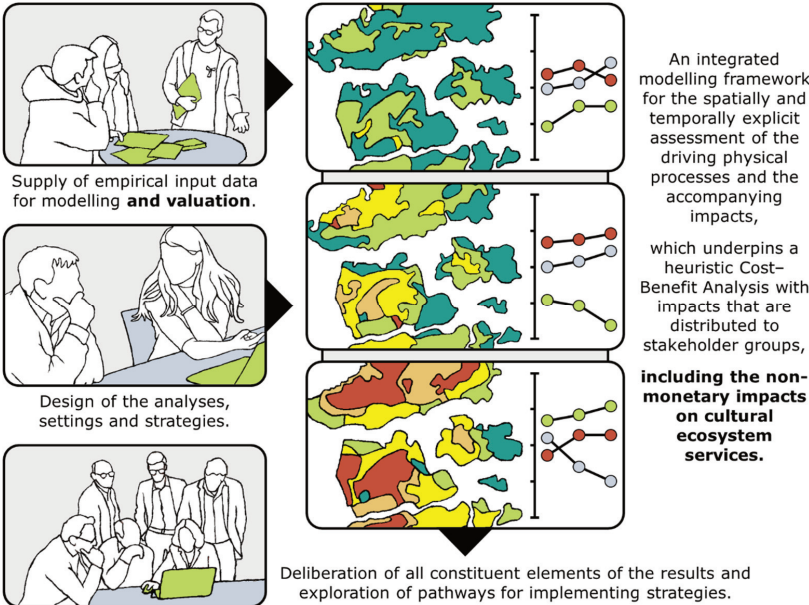 Supply of empirical input data
for modelling and valuation.
Design of the analyses,
settings and strategies.
An integrated
modelling framework
for the spatially and
temporally explicit
assessment of the
driving physical
processes and the
accompanying
impacts,
which underpins a
heuristic Cost–
Benefit Analysis with
impacts that are
distributed to
stakeholder groups,
including the non-
monetary impacts
on cultural
ecosystem
services.
Deliberation of all constituent elements of the results and
exploration of pathways for implementing strategies.